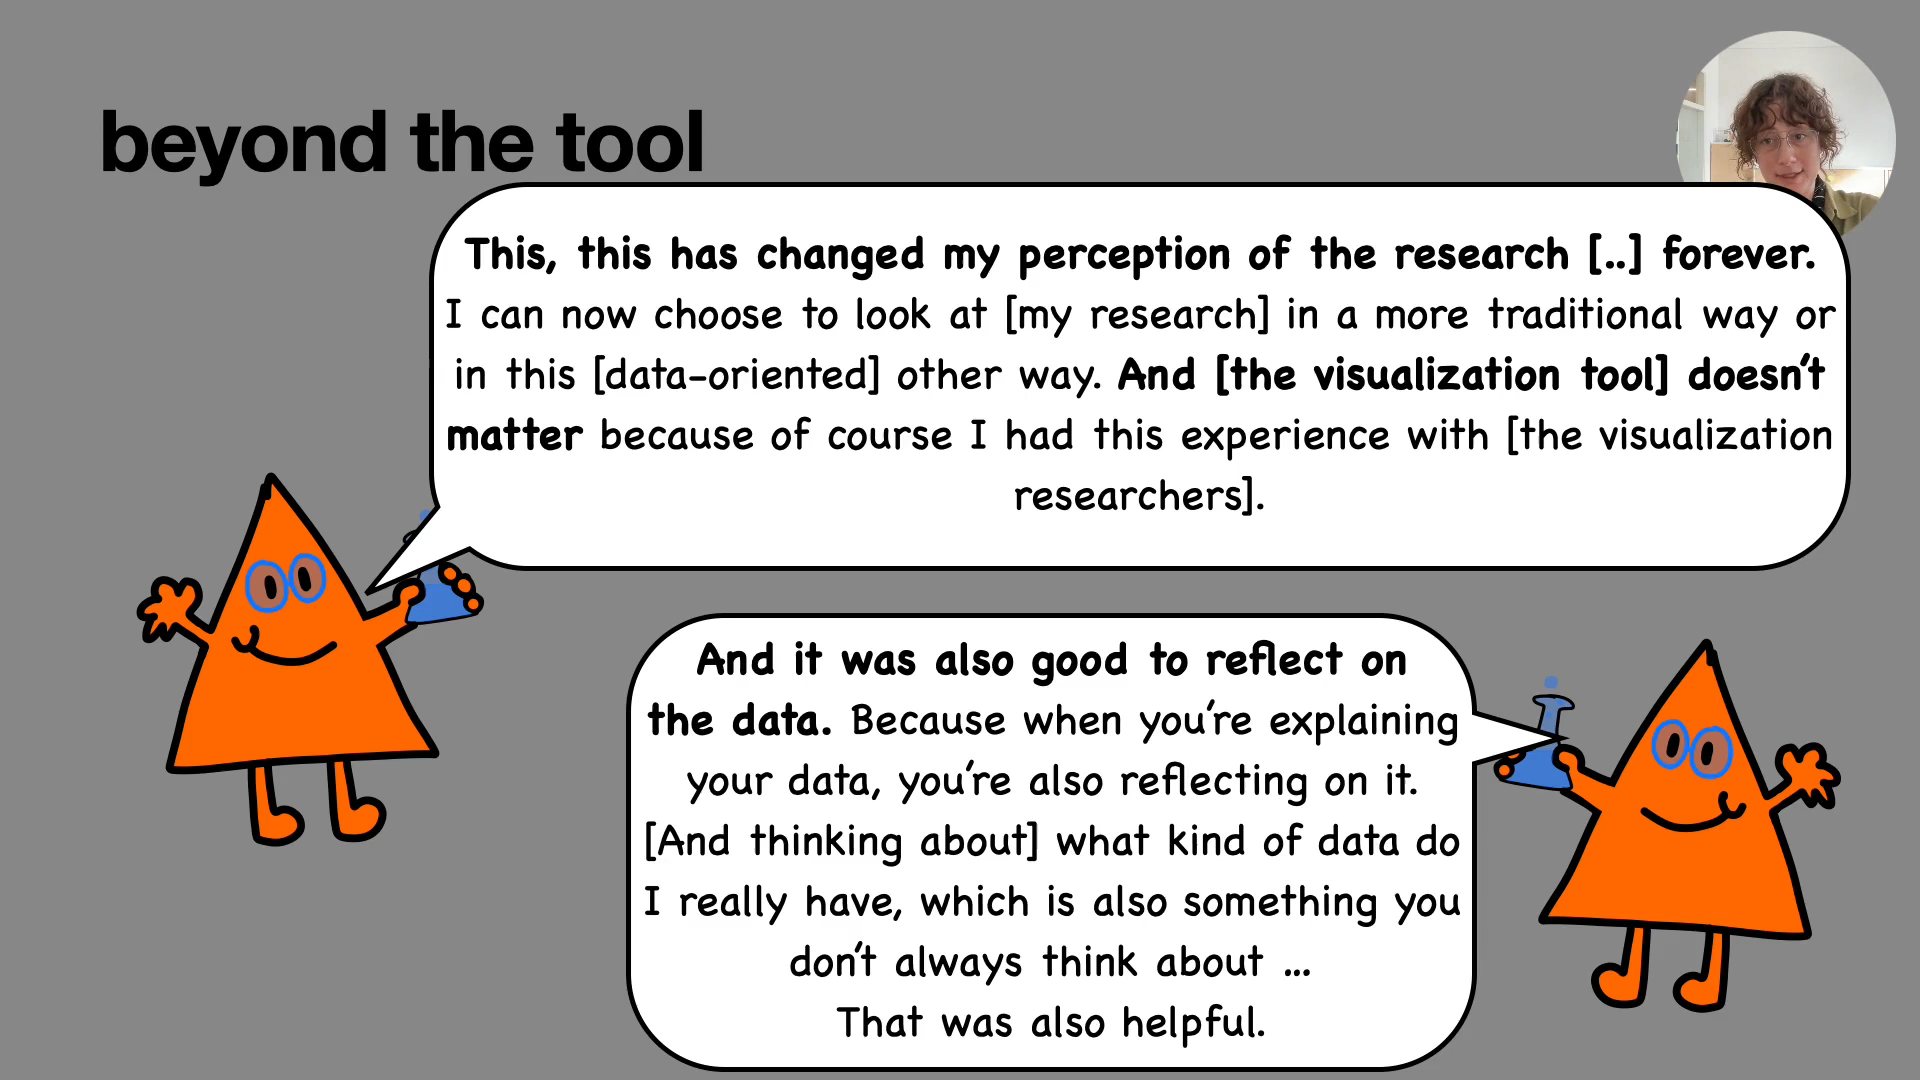 beyond the tool
This, this has changed my perception of the research [..] forever.
I can now choose to look at [my research] in a more traditional way or
in this [data-oriented] other way. And [the visualization tool] doesn't
matter because of course I had this experience with [the visualization
researchers].
And it was also good to reflect on
the data. Because when you're explaining
your data, you're also reflecting on it.
[And thinking about] what kind of data do
I really have, which is also something you
don't always think about ...
That was also helpful.